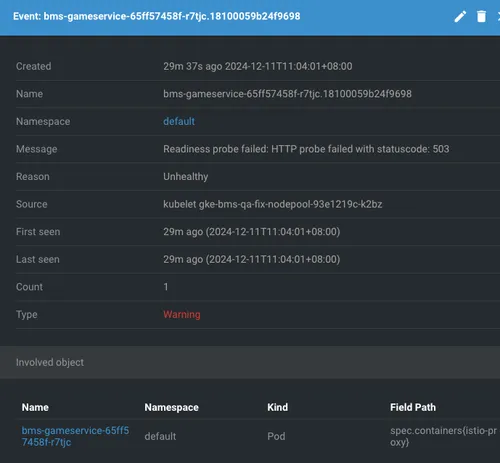 Event: bms-gameservice-65ff57458f-r7tjc.18100059b24f9698
Created 29m 37s ago 2024-12-11T11:04:01+08:00
Name bms-gameservice-65ff57458f-r7tjc.18100059b24f9698
Namespace default
Message Readiness probe failed: HTTP probe failed with statuscode: 503
Reason Unhealthy
Source kubelet gke-bms-qa-fix-nodepool-93e1219c-k2bz
First seen 29m ago (2024-12-11T11:04:01+08:00)
Last seen 29m ago (2024-12-11T11:04:01+08:00)
Count 1
Type Warning
Involved object
Name Namespace Kind Field Path
bms-gameservice-65ff5 default Pod spec.containers{istio-pr
7458f-r7tjc oxy}